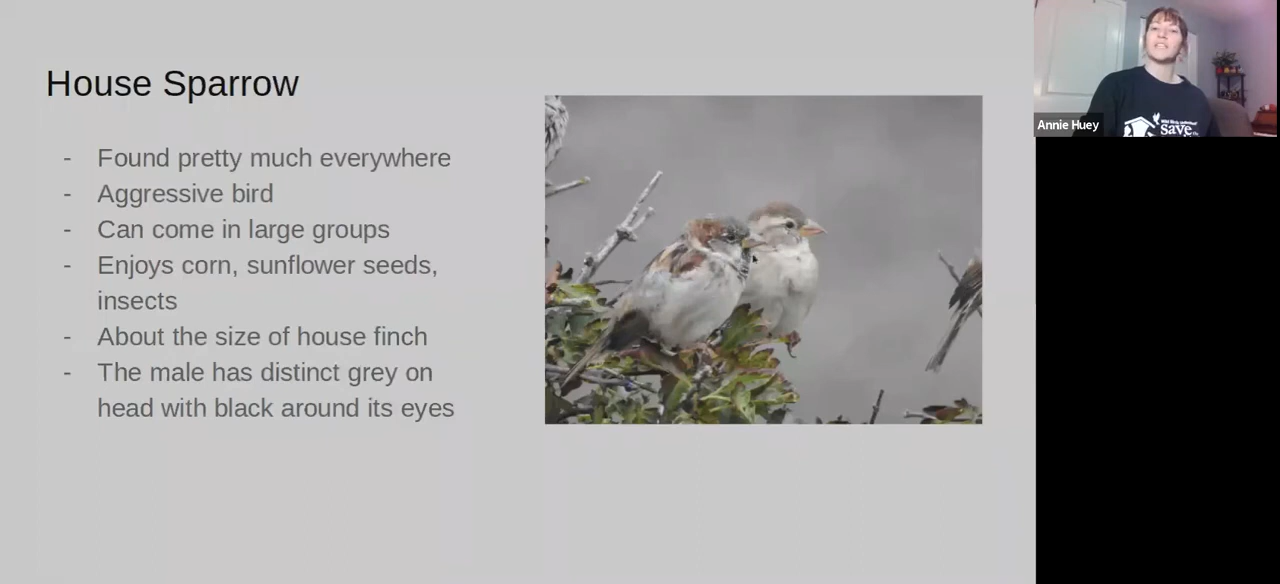 House Sparrow
- Found pretty much everywhere
- Aggressive bird
- Can come in large groups
- Enjoys corn, sunflower seeds,
insects
- About the size of house finch
- The male has distinct grey on
head with black around its eyes
Annie Huey
save